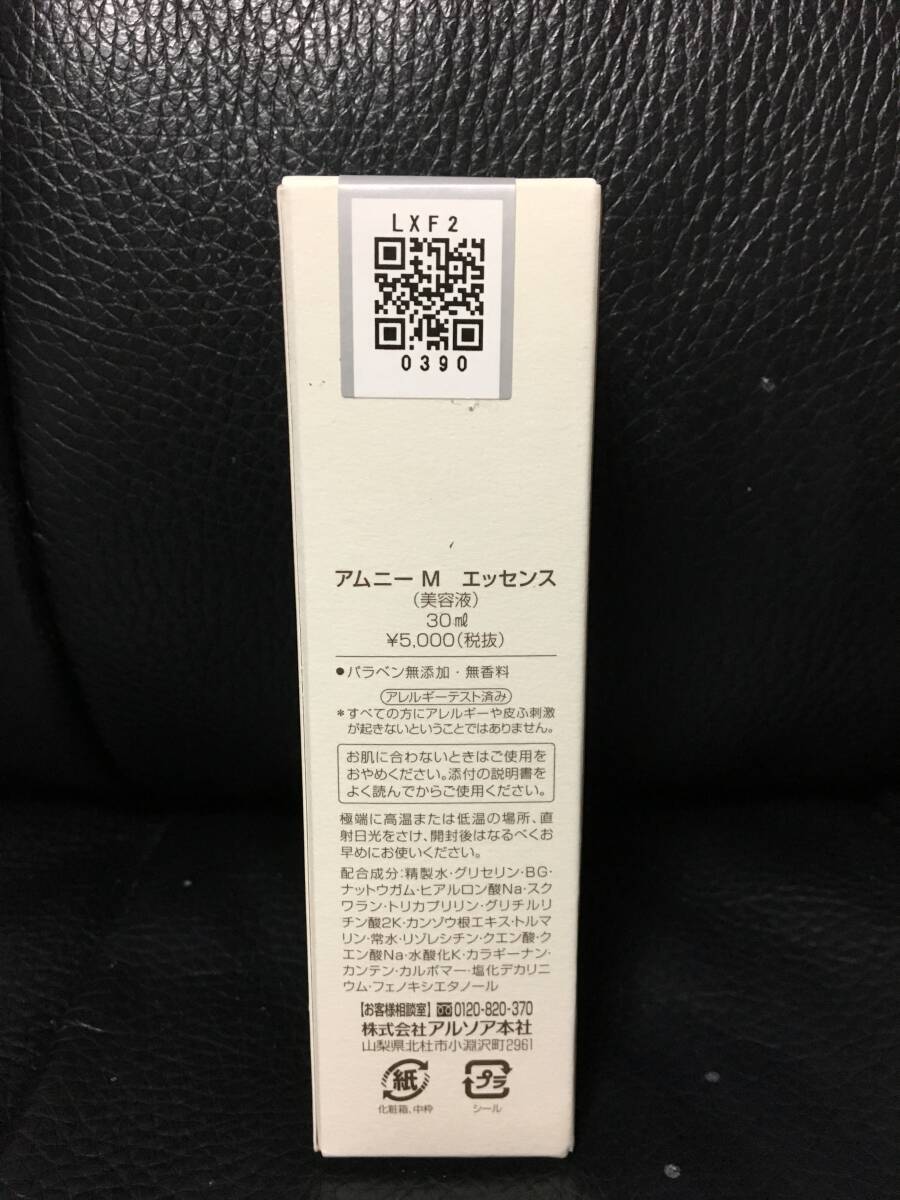 LXF2
0390
アムニー M エッセンス
(美容液)
30㎖
¥5,000(税抜)
●パラベン無添加・無香料
アレルギーテスト済み
*すべての方にアレルギーや皮ふ刺激
が起きないということではありません。
お肌に合わないときはご使用を
おやめください。添付の説明書を
よく読んでからご使用ください。
極端に高温または低温の場所、直
射日光をさけ、開封後はなるべくお
早めにお使いください。
配合成分:精製水・グリセリン・BG・
ナットウガム・ヒアルロン酸Na・スク
ワラン・トリカプリリン・グリチルリ
チン酸2K・カンゾウ根エキス・トルマ
リン・常水・リゾレシチン・クエン酸・ク
エン酸Na・水酸化K・カラギーナン・
カンテン・カルボマー・塩化デカリニ
ウム・フェノキシエタノール
【お客様相談室】0120-820-370
株式会社アルソア本社
山梨県北杜市小淵沢町2961
紙 プラ
化粧箱、中枠 シール